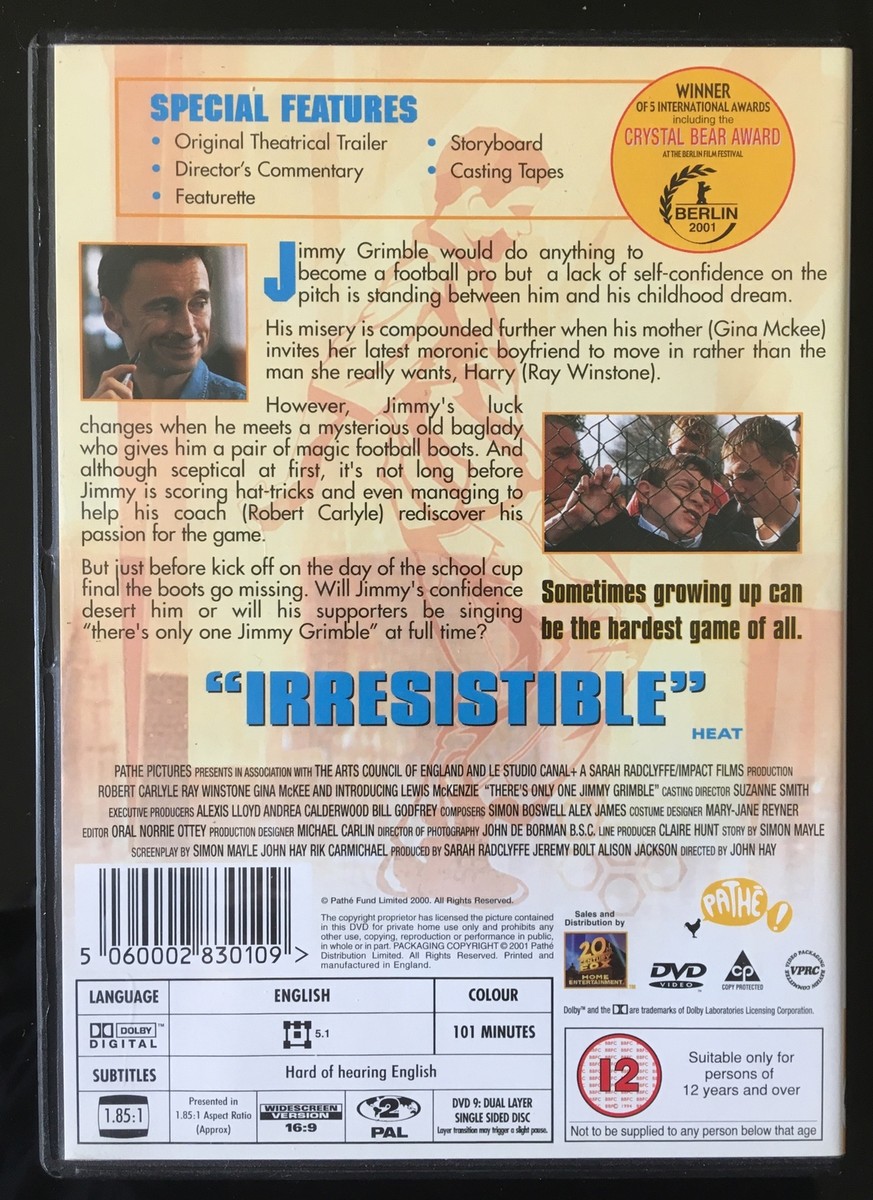 SPECIAL FEATURES
• Original Theatrical Trailer
• Director's Commentary
• Featurette
• Storyboard
• Casting Tapes
WINNER
OF 5 INTERNATIONAL AWARDS
including the
CRYSTAL BEAR AWARD
AT THE BERLIN FILM FESTIVAL
BERLIN
2001
Jimmy Grimble would do anything to
become a football pro but a lack of self-confidence on the
pitch is standing between him and his childhood dream.
His misery is compounded further when his mother (Gina Mckee)
invites her latest moronic boyfriend to move in rather than the
man she really wants, Harry (Ray Winstone).
However, Jimmy's luck
changes when he meets a mysterious old baglady
who gives him a pair of magic football boots. And
although sceptical at first, it's not long before
Jimmy is scoring hat-tricks and even managing to
help his coach (Robert Carlyle) rediscover his
passion for the game.
But just before kick off on the day of the school cup
final the boots go missing. Will Jimmy's confidence
desert him or will his supporters be singing
"there's only one Jimmy Grimble" at full time?
Sometimes growing up can
be the hardest game of all.
"IRRESISTIBLE"
HEAT
PATHE PICTURES PRESENTS IN ASSOCIATION WITH THE ARTS COUNCIL OF ENGLAND AND LE STUDIO CANAL+ A SARAH RADCLYFFE/IMPACT FILMS PRODUCTION
ROBERT CARLYLE RAY WINSTONE GINA McKEE AND INTRODUCING LEWIS McKENZIE "THERE'S ONLY ONE JIMMY GRIMBLE" CASTING DIRECTOR SUZANNE SMITH
EXECUTIVE PRODUCERS ALEXIS LLOYD ANDREA CALDERWOOD BILL GODFREY COMPOSERS SIMON BOSWELL ALEX JAMES COSTUME DESIGNER MARY-JANE REYNER
EDITOR ORAL NORRIE OTTEY PRODUCTION DESIGNER MICHAEL CARLIN DIRECTOR OF PHOTOGRAPHY JOHN DE BORMAN B.S.C. LINE PRODUCER CLAIRE HUNT STORY BY SIMON MAYLE
SCREENPLAY BY SIMON MAYLE JOHN HAY RIK CARMICHAEL PRODUCED BY SARAH RADCLYFFE JEREMY BOLT ALISON JACKSON DIRECTED BY JOHN HAY
5 060002 830109 >
© Pathé Fund Limited 2000. All Rights Reserved.
The copyright proprietor has licensed the picture contained
in this DVD for private home use only and prohibits any
other use, copying, reproduction or performance in public,
in whole or in part. PACKAGING COPYRIGHT © 2001 Pathé
Distribution Limited. All Rights Reserved. Printed and
manufactured in England.
Sales and
Distribution by
20
CENTURY
FOX
HOME
ENTERTAINMENT
PATHÉ!
DVD
VIDEO
CP
COPY PROTECTED
VIDEO PACKAGING REVIEW COMMITTEE
VPRC
Dolby™ and the DD are trademarks of Dolby Laboratories Licensing Corporation.
LANGUAGE
ENGLISH
COLOUR
DOLBY™
DIGITAL
5.1
101 MINUTES
SUBTITLES
Hard of hearing English
1.85:1
Presented in
1.85:1 Aspect Ratio
(Approx)
WIDESCREEN
VERSION
16:9
2
PAL
DVD 9: DUAL LAYER
SINGLE SIDED DISC
Layer transition may trigger a slight pause.
12
Suitable only for
persons of
12 years and over
Not to be supplied to any person below that age